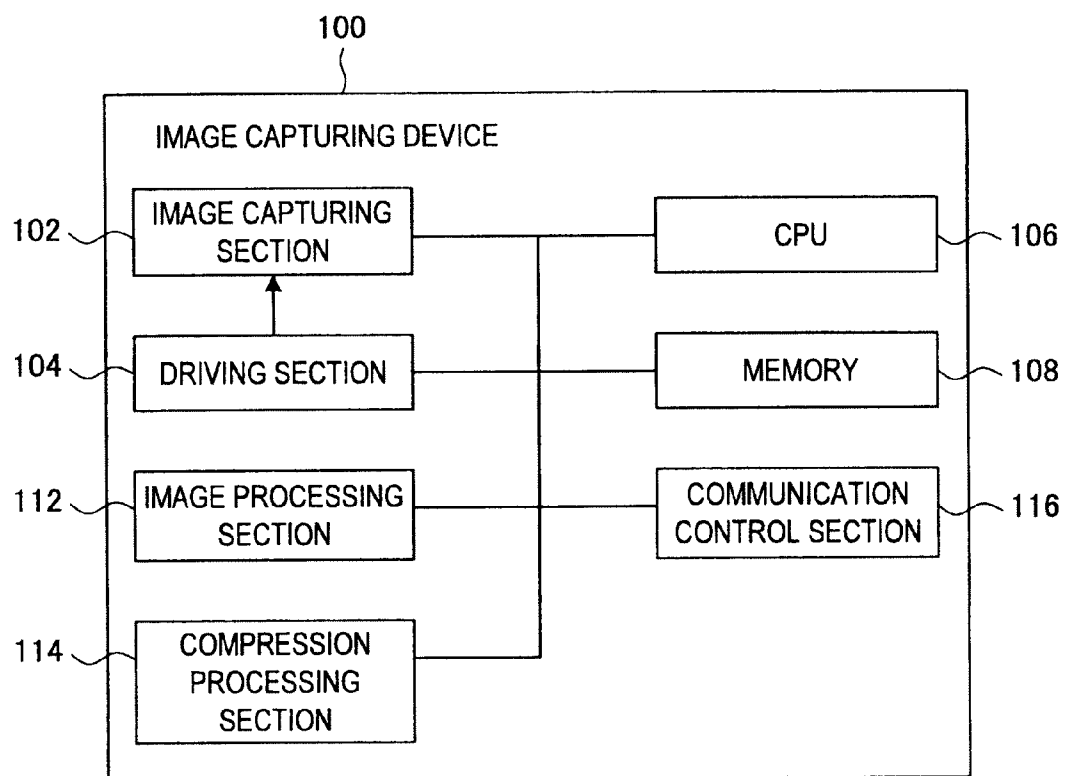 100
IMAGE CAPTURING DEVICE
102
IMAGE CAPTURING
SECTION
CPU
106
104
DRIVING SECTION
MEMORY
108
112
IMAGE PROCESSING
SECTION
COMMUNICATION
CONTROL SECTION
116
114
COMPRESSION
PROCESSING
SECTION